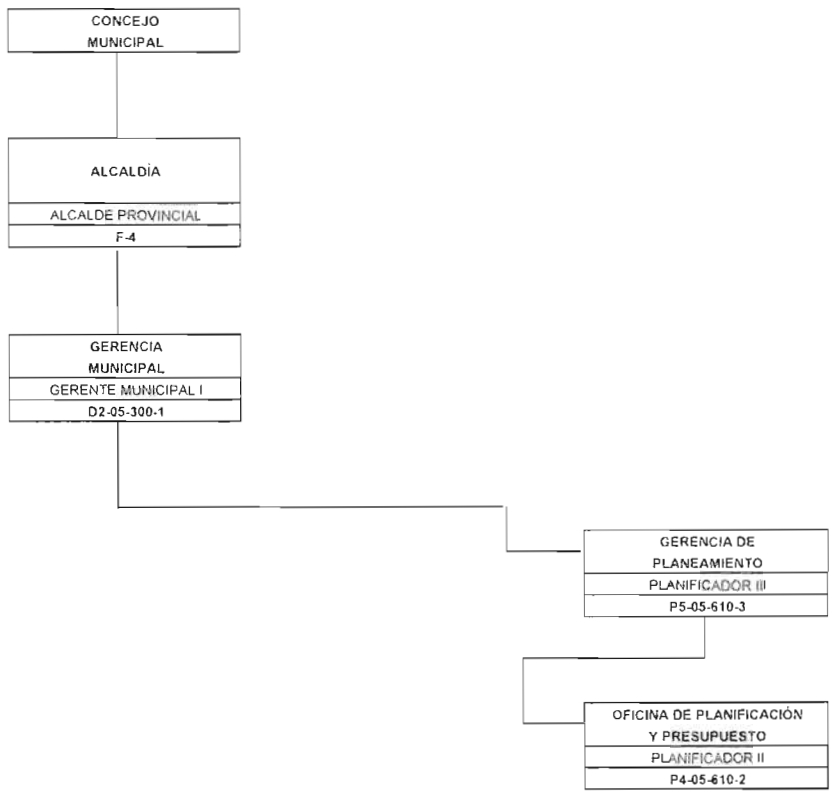 CONCEJO
MUNICIPAL
ALCALDÍA
ALCALDE PROVINCIAL
F-4
GERENCIA
MUNICIPAL
GERENTE MUNICIPAL I
D2-05-300-1
GERENCIA DE
PLANEAMIENTO
PLANIFICADOR III
P5-05-610-3
OFICINA DE PLANIFICACIÓN
Y PRESUPUESTO
PLANIFICADOR II
P4-05-610-2